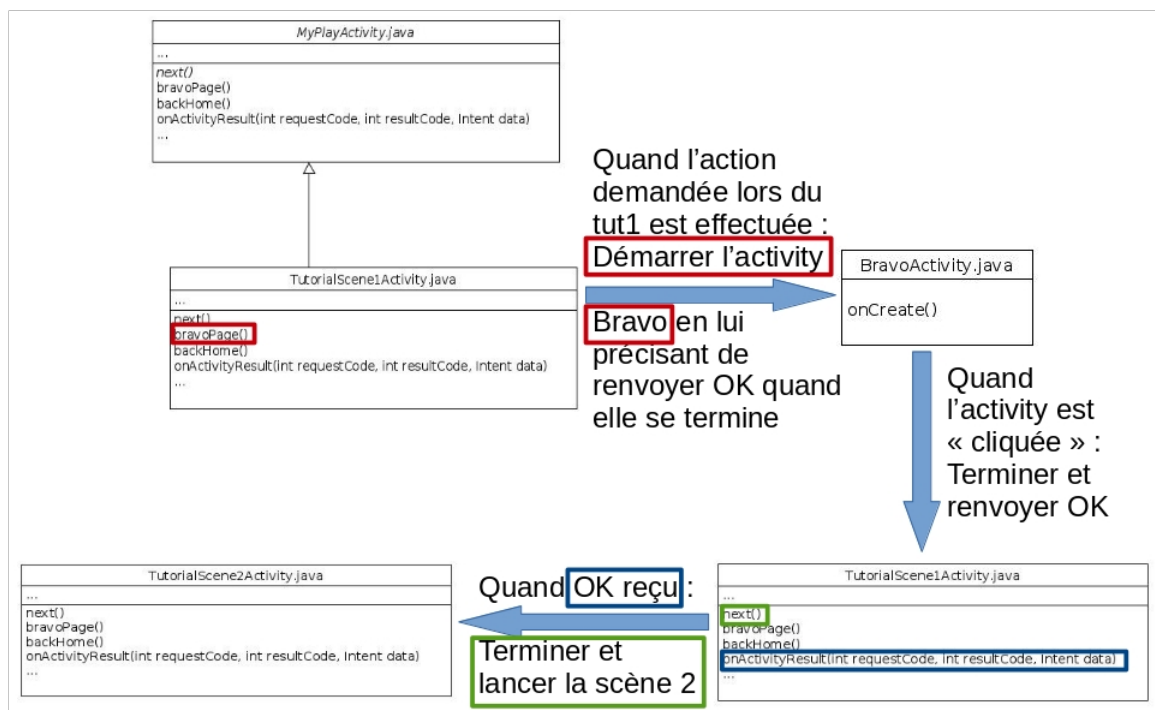 MyPlayActivity.java
...
next()
bravoPage()
backHome()
onActivityResult(int requestCode, int resultCode, Intent data)
...
Quand l’action
demandée lors du
tut1 est effectuée :
Démarrer l’activity
Bravo en lui
précisant de
renvoyer OK quand
elle se termine
TutorialScene1Activity.java
...
next()
bravoPage()
backHome()
onActivityResult(int requestCode, int resultCode, Intent data)
...
BravoActivity.java
onCreate()
Quand
l’activity est
« cliquée » :
Terminer et
renvoyer OK
TutorialScene1Activity.java
...
next()
bravoPage()
backHome()
onActivityResult(int requestCode, int resultCode, Intent data)
...
Quand OK reçu :
Terminer et
lancer la scène 2
TutorialScene2Activity.java
...
next()
bravoPage()
backHome()
onActivityResult(int requestCode, int resultCode, Intent data)
...